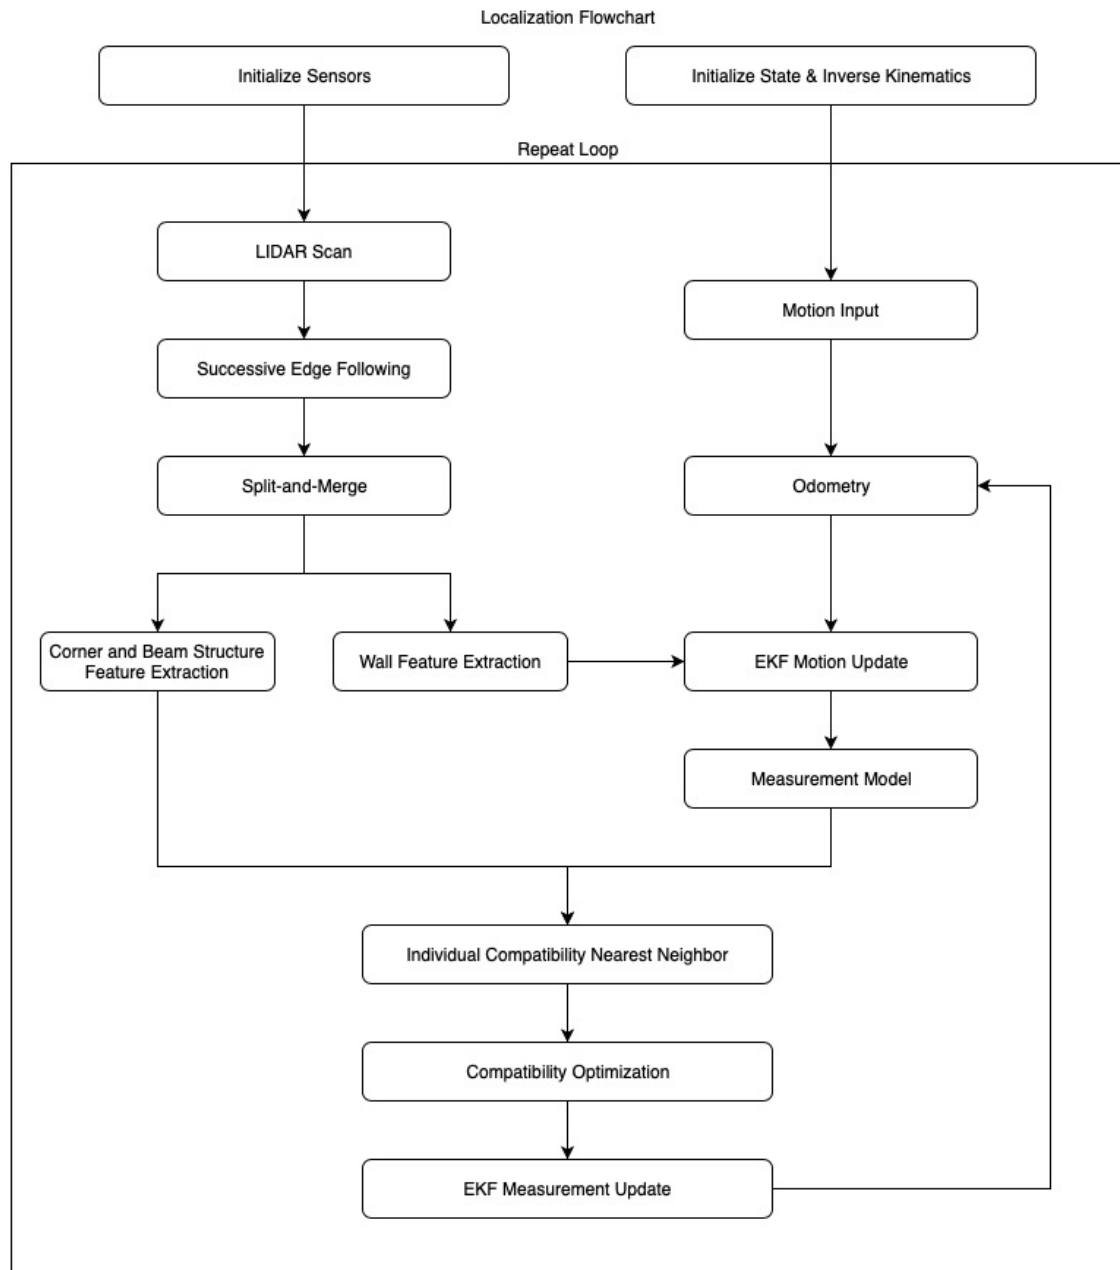 Localization Flowchart
Initialize Sensors
Initialize State & Inverse Kinematics
Repeat Loop
LIDAR Scan
Motion Input
Successive Edge Following
Split-and-Merge
Odometry
Corner and Beam Structure
Feature Extraction
Wall Feature Extraction
EKF Motion Update
Measurement Model
Individual Compatibility Nearest Neighbor
Compatibility Optimization
EKF Measurement Update